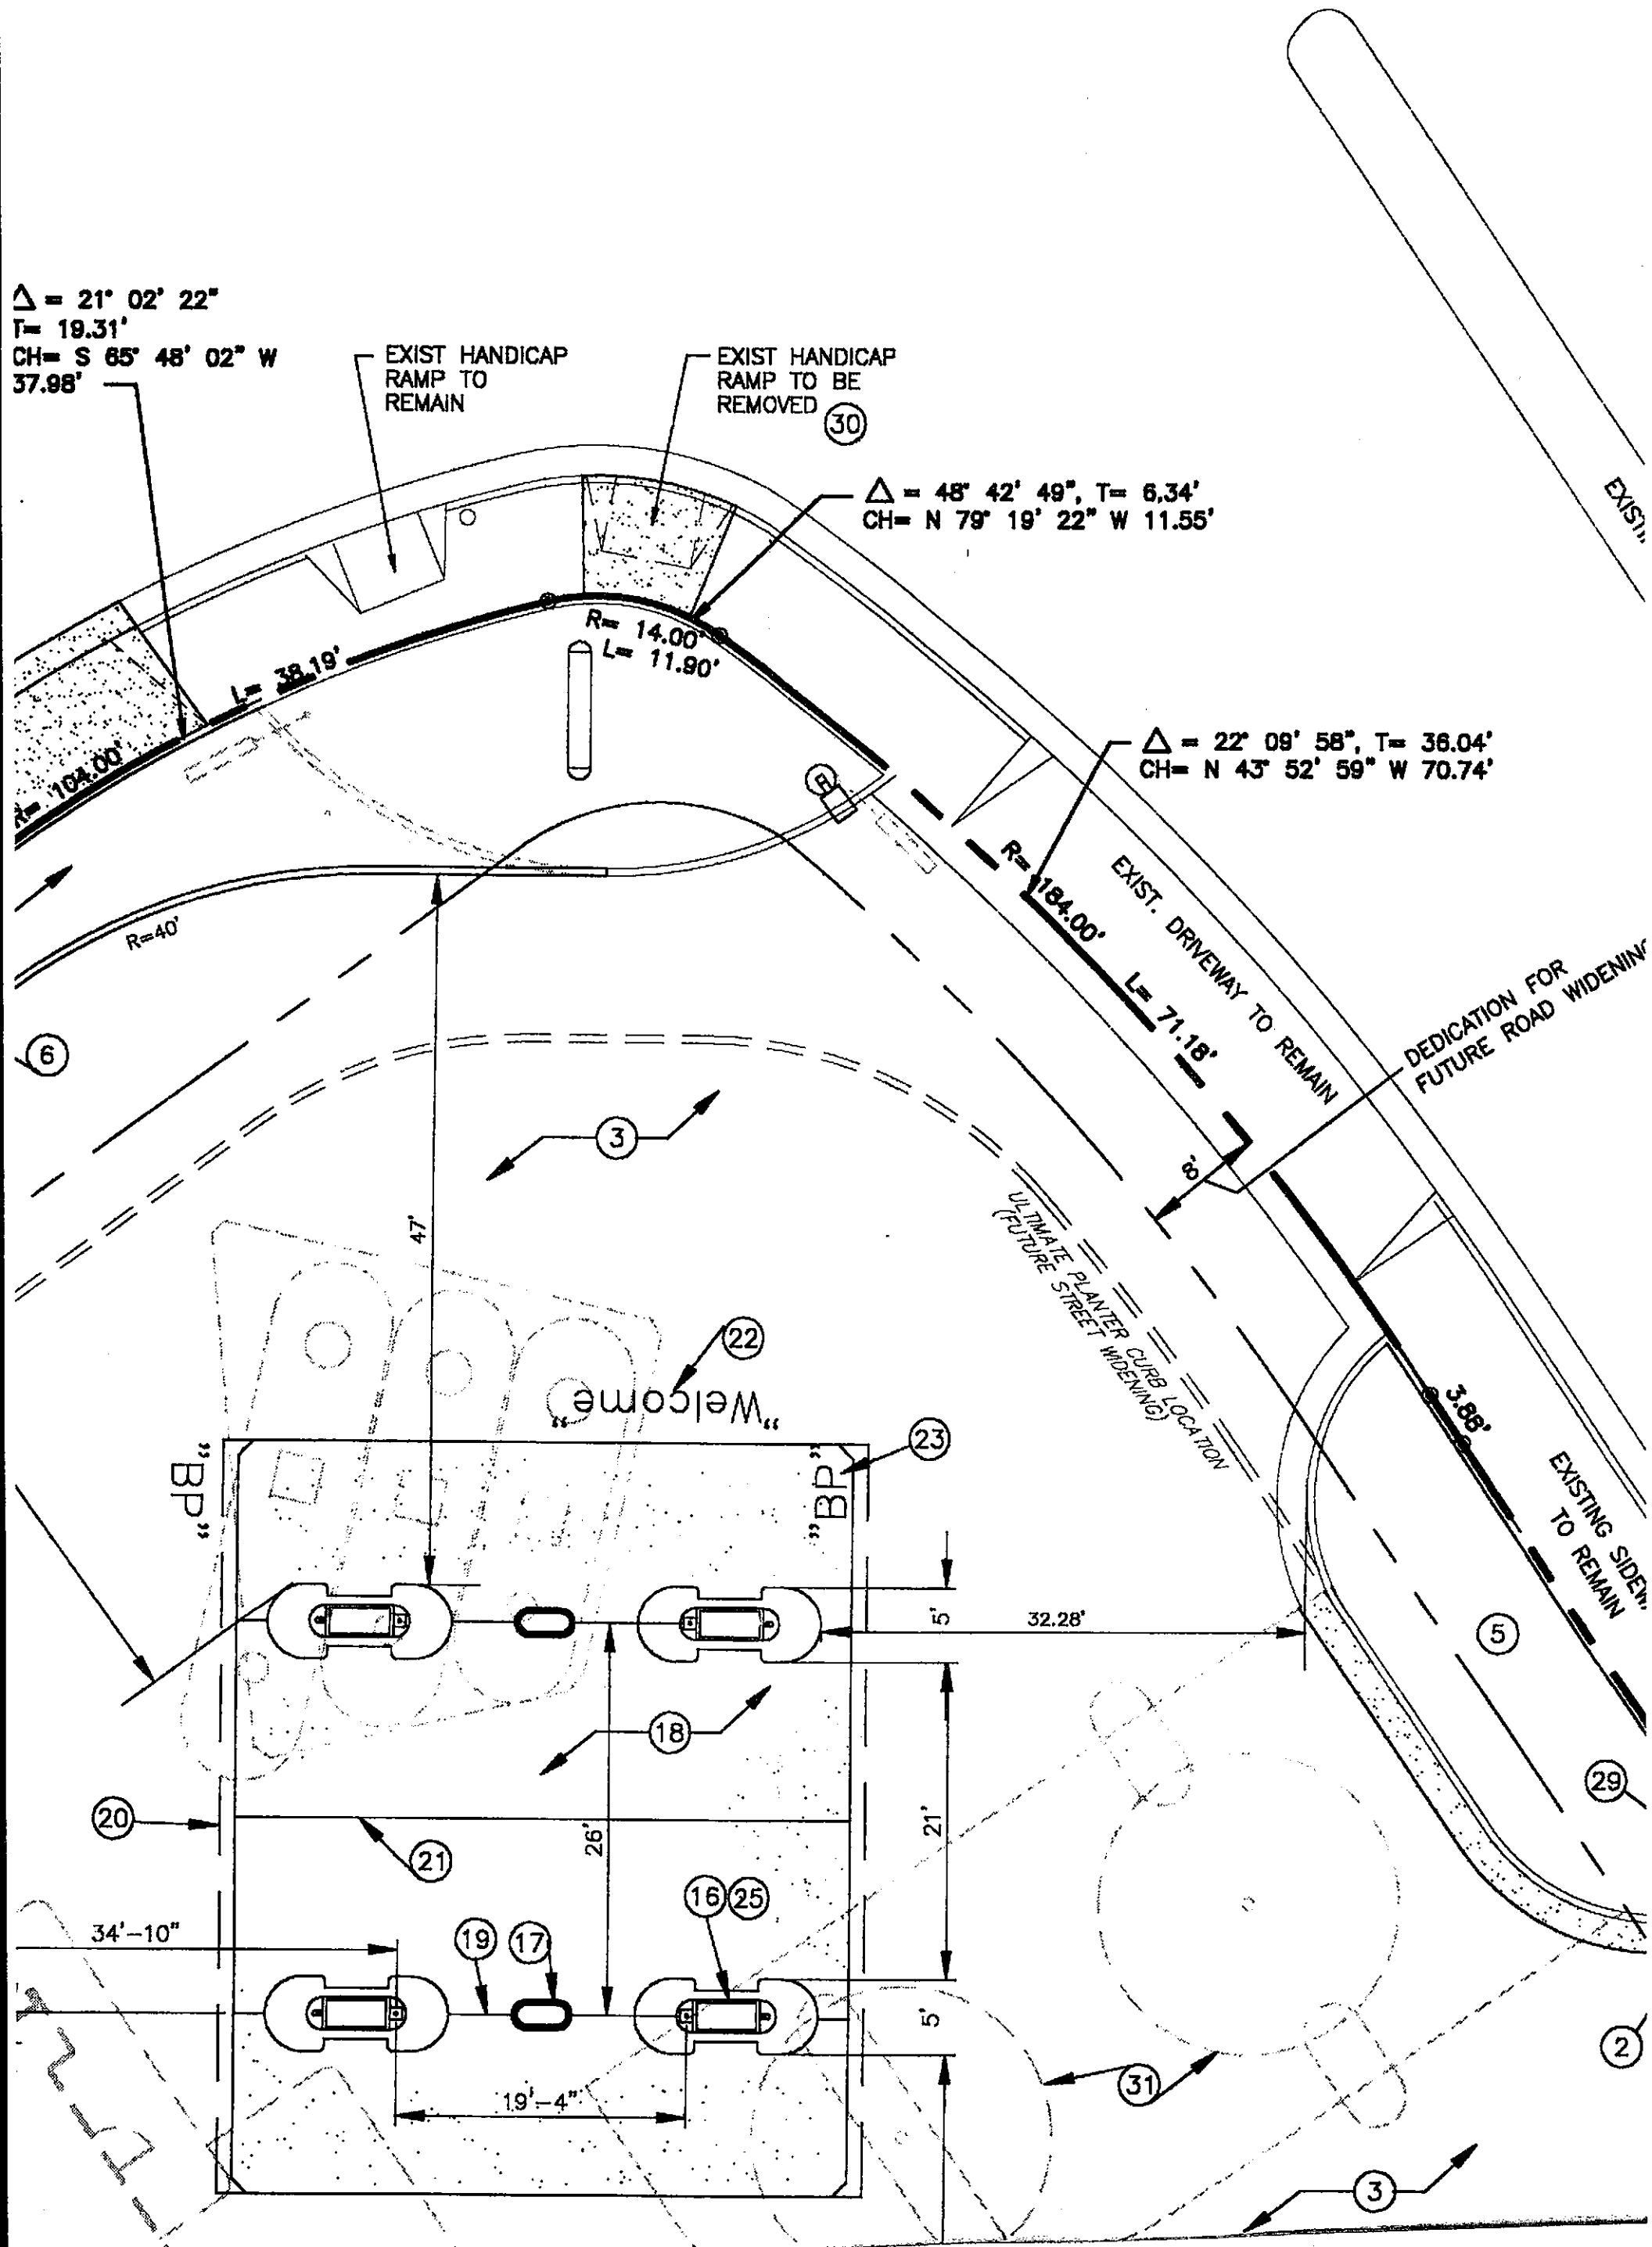 Δ = 21° 02' 22"
T= 19.31'
CH= S 65° 48' 02" W
37.98'
EXIST HANDICAP
RAMP TO
REMAIN
EXIST HANDICAP
RAMP TO BE
REMOVED
30
Δ = 48° 42' 49", T= 6.34'
CH= N 79° 19' 22" W 11.55'
R= 14.00'
L= 11.90'
L= 38.19'
R= 104.00'
Δ = 22° 09' 58", T= 36.04'
CH= N 43° 52' 59" W 70.74'
R= 184.00'
L= 71.18'
EXIST. DRIVEWAY TO REMAIN
DEDICATION FOR
FUTURE ROAD WIDENING
R=40'
6
3
8'
47'
ULTIMATE PLANTER CURB LOCATION
(FUTURE STREET WIDENING)
22
"Welcome"
23
"BP"
"BP"
3.88'
EXISTING
TO REMAIN
5'
32.28'
5
18
29
20
21
26'
21'
16
25
34'-10"
19
17
5'
2
31
19'-4"
3